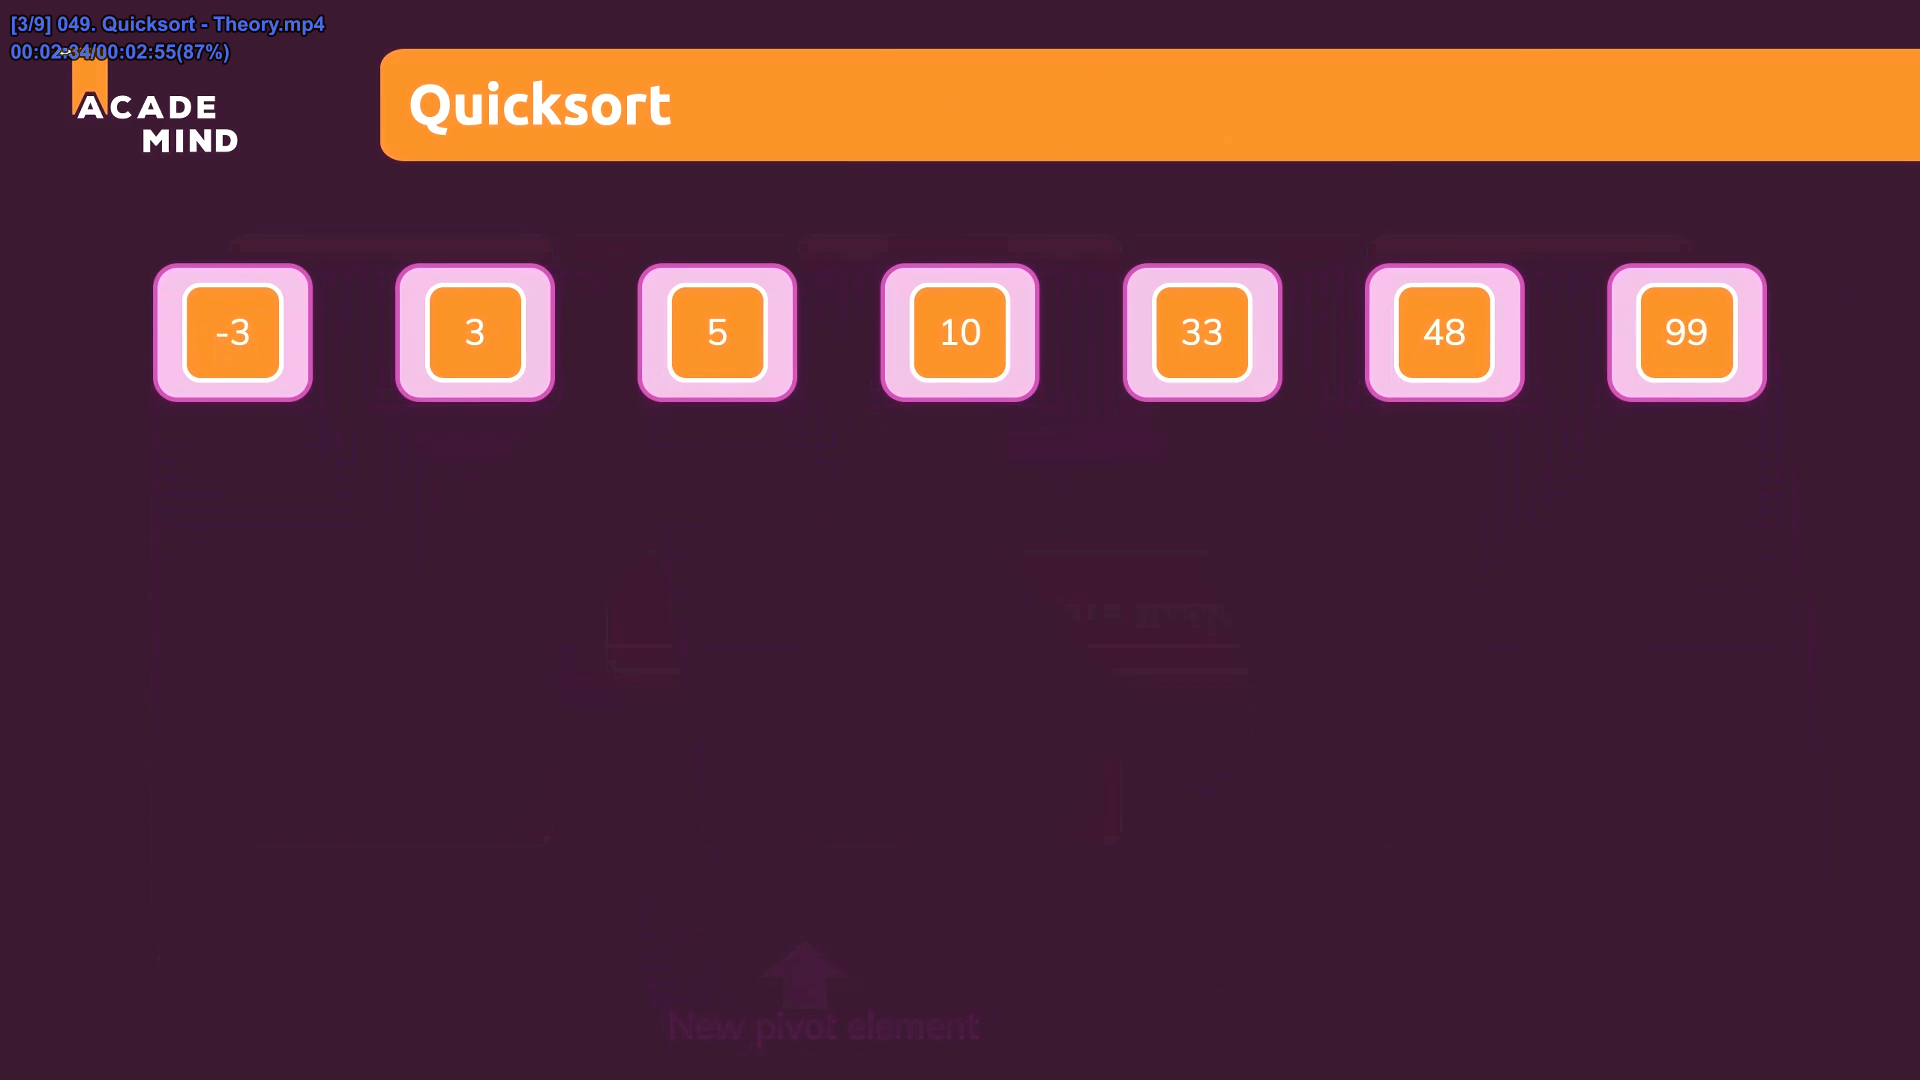 [3/9] 049. Quicksort - Theory.mp4
00:02:34/00:02:55(87%)
ACADE
MIND
Quicksort
-3 3 5 10 33 48 99
New pivot element